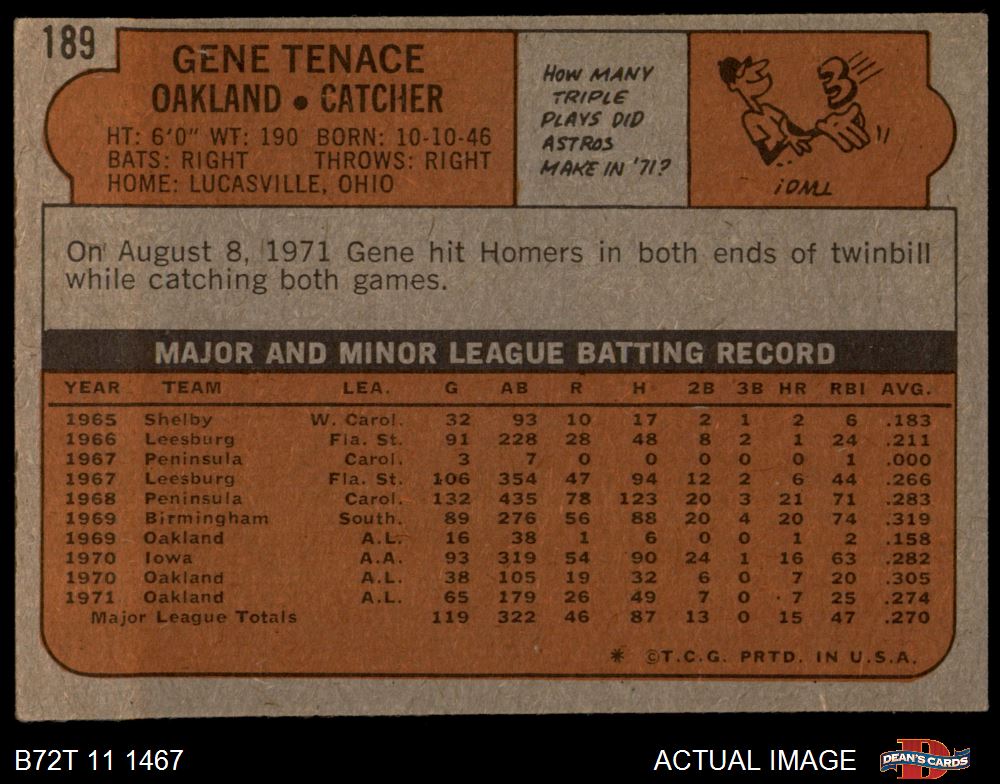 189
GENE TENACE
OAKLAND • CATCHER
HT: 6'0" WT: 190 BORN: 10-10-46
BATS: RIGHT THROWS: RIGHT
HOME: LUCASVILLE, OHIO
HOW MANY
TRIPLE
PLAYS DID
ASTROS
MAKE IN '71?
3
On August 8, 1971 Gene hit Homers in both ends of twinbill
while catching both games.
MAJOR AND MINOR LEAGUE BATTING RECORD
YEAR TEAM LEA. G AB R H 2B 3B HR RBI AVG.
1965 Shelby W. Carol. 32 93 10 17 2 1 2 6 .183
1966 Leesburg Fla. St. 91 228 28 48 8 2 1 24 .211
1967 Peninsula Carol. 3 7 0 0 0 0 0 1 .000
1967 Leesburg Fla. St. 106 354 47 94 12 2 6 44 .266
1968 Peninsula Carol. 132 435 78 123 20 3 21 71 .283
1969 Birmingham South. 89 276 56 88 20 4 20 74 .319
1969 Oakland A.L. 16 38 1 6 0 0 1 2 .158
1970 Iowa A.A. 93 319 54 90 24 1 16 63 .282
1970 Oakland A.L. 38 105 19 32 6 0 7 20 .305
1971 Oakland A.L. 65 179 26 49 7 0 7 25 .274
Major League Totals 119 322 46 87 13 0 15 47 .270
* ©T.C.G. PRTD. IN U.S.A.
B72T 11 1467
ACTUAL IMAGE
DEAN'S CARDS